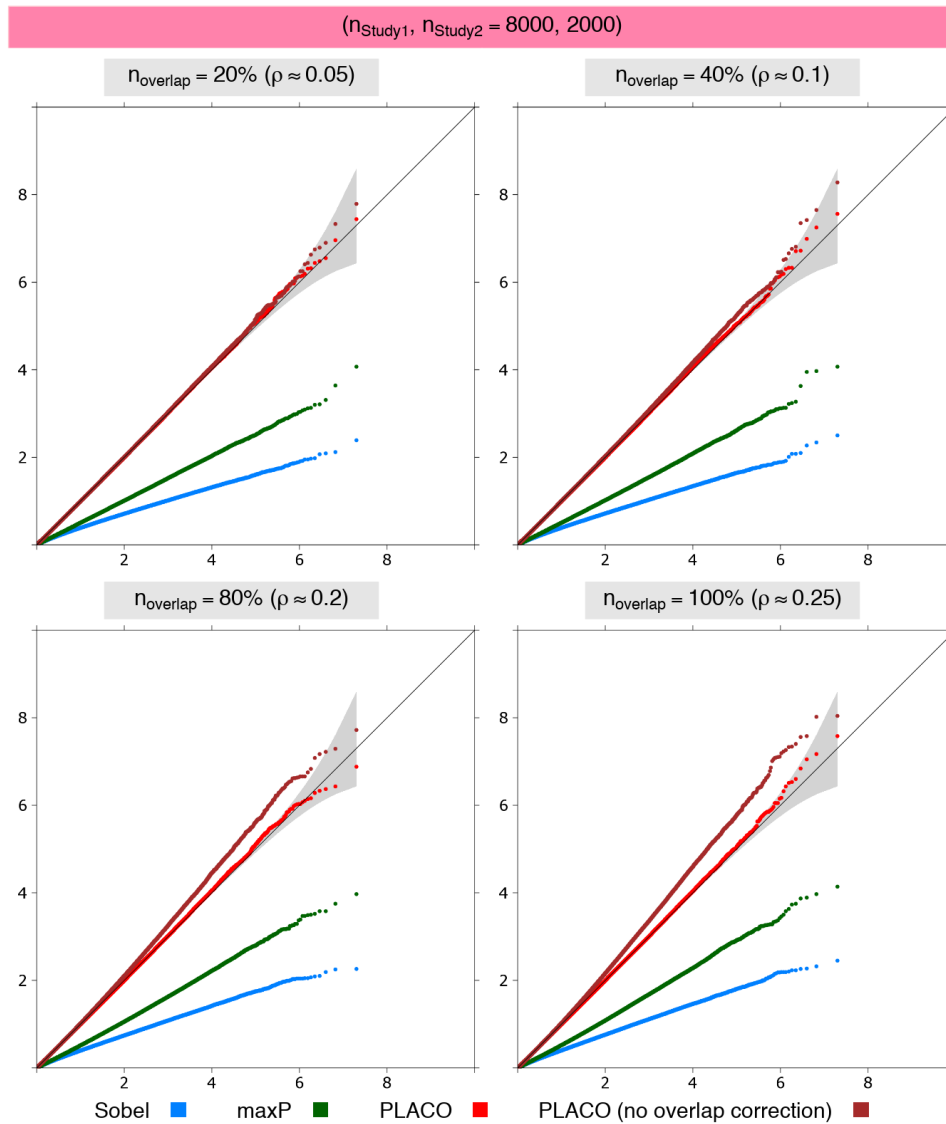 (nStudy1, nStudy2 = 8000, 2000)
noverlap = 20% (ρ ≈ 0.05)
noverlap = 40% (ρ ≈ 0.1)
8
6
4
2
2 4 6 8
8
6
4
2
2 4 6 8
noverlap = 80% (ρ ≈ 0.2)
noverlap = 100% (ρ ≈ 0.25)
8
6
4
2
2 4 6 8
8
6
4
2
2 4 6 8
Sobel maxP PLACO PLACO (no overlap correction)